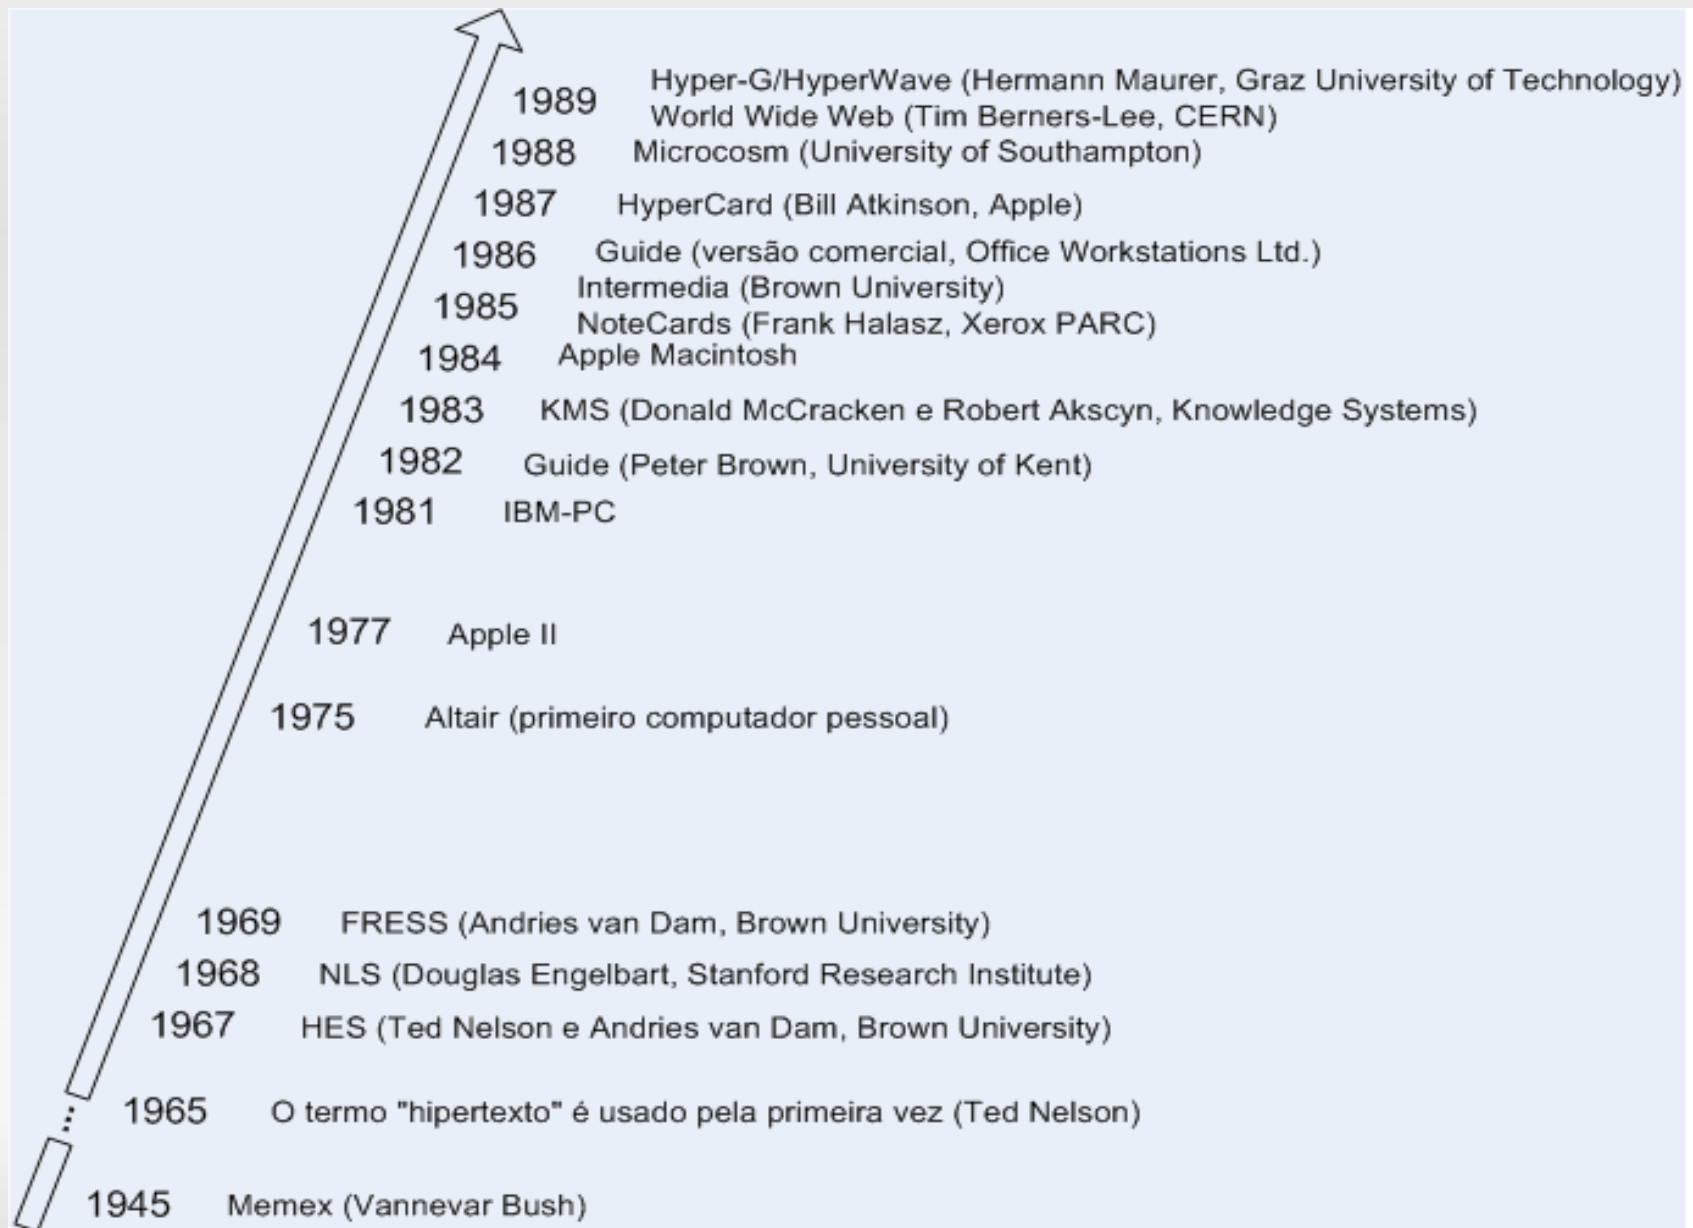 1989 Hyper-G/HyperWave (Hermann Maurer, Graz University of Technology)
World Wide Web (Tim Berners-Lee, CERN)
1988 Microcosm (University of Southampton)
1987 HyperCard (Bill Atkinson, Apple)
1986 Guide (versão comercial, Office Workstations Ltd.)
1985 Intermedia (Brown University)
NoteCards (Frank Halasz, Xerox PARC)
1984 Apple Macintosh
1983 KMS (Donald McCracken e Robert Akscyn, Knowledge Systems)
1982 Guide (Peter Brown, University of Kent)
1981 IBM-PC
1977 Apple II
1975 Altair (primeiro computador pessoal)
1969 FRESS (Andries van Dam, Brown University)
1968 NLS (Douglas Engelbart, Stanford Research Institute)
1967 HES (Ted Nelson e Andries van Dam, Brown University)
1965 O termo "hipertexto" é usado pela primeira vez (Ted Nelson)
1945 Memex (Vannevar Bush)